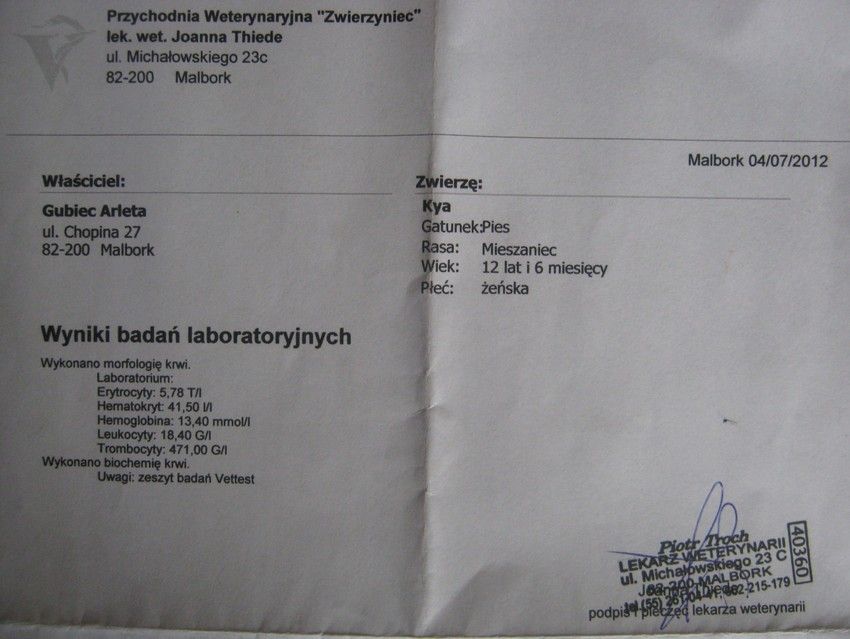 Przychodnia Weterynaryjna "Zwierzyniec"
lek. wet. Joanna Thiede
ul. Michałowskiego 23c
82-200 Malbork
Malbork 04/07/2012
Właściciel:
Gubiec Arleta
ul. Chopina 27
82-200 Malbork
Zwierzę:
Kya
Gatunek:Pies
Rasa: Mieszaniec
Wiek: 12 lat i 6 miesięcy
Płeć: żeńska
Wyniki badań laboratoryjnych
Wykonano morfologię krwi.
Laboratorium:
Erytrocyty: 5,78 T/l
Hematokryt: 41,50 l/l
Hemoglobina: 13,40 mmol/l
Leukocyty: 18,40 G/l
Trombocyty: 471,00 G/l
Wykonano biochemię krwi.
Uwagi: zeszyt badań Vettest
Piotr Troch
LEKARZ WETERYNARII
ul. Michałowskiego 23 C
82-200 MALBORK
Joanna Thiede
tel.(55)
40360
podpis i pieczęć lekarza weterynarii